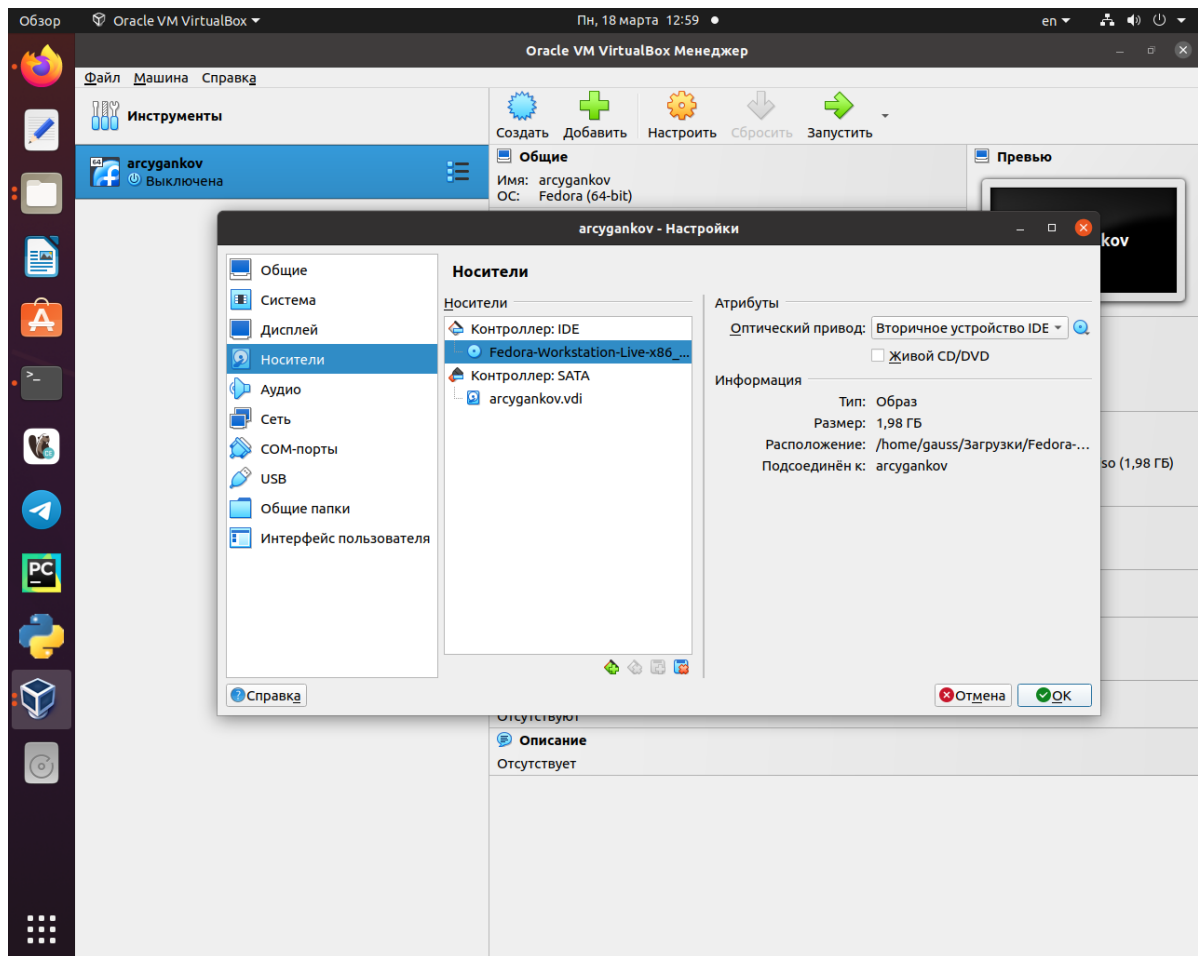 Обзор Oracle VM VirtualBox Пн, 18 марта 12:59 en
Oracle VM VirtualBox Менеджер
Файл Машина Справка
Инструменты
Создать Добавить Настроить Сбросить Запустить
64
arcygankov
Выключена
Общие
Имя: arcygankov
ОС: Fedora (64-bit)
Превью
kov
arcygankov - Настройки
Общие
Система
Дисплей
Носители
Аудио
Сеть
COM-порты
USB
Общие папки
Интерфейс пользователя
Носители
Носители
Контроллер: IDE
Fedora-Workstation-Live-x86_...
Контроллер: SATA
arcygankov.vdi
Атрибуты
Оптический привод: Вторичное устройство IDE
Живой CD/DVD
Информация
Тип: Образ
Размер: 1,98 ГБ
Расположение: /home/gauss/Загрузки/Fedora-...
Подсоединён к: arcygankov
so (1,98 ГБ)
Справка
Отмена OK
Отсутствуют
Описание
Отсутствует
PC